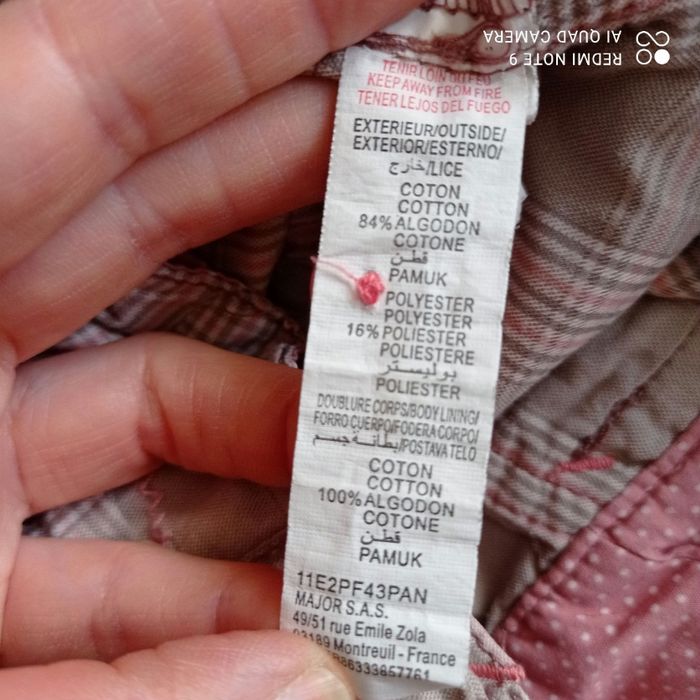 REDMI NOTE 9
AI QUAD CAMERA
TENIR LOIN DU FEU
KEEP AWAY FROM FIRE
TENER LEJOS DEL FUEGO
EXTERIEUR/OUTSIDE/
EXTERIOR/ESTERNO/
خارج/LICE
COTON
COTTON
84% ALGODON
COTONE
قطن
PAMUK
POLYESTER
POLYESTER
16% POLIESTER
POLIESTERE
بوليستر
POLIESTER
DOUBLURE CORPS/BODY LINING/
FORRO CUERPO/FODERA CORPO/
بطانة جسم/POSTAVA TELO
COTON
COTTON
100% ALGODON
COTONE
قطن
PAMUK
11E2PF43PAN
MAJOR S.A.S.
49/51 rue Emile Zola
93189 Montreuil - France
86333857761